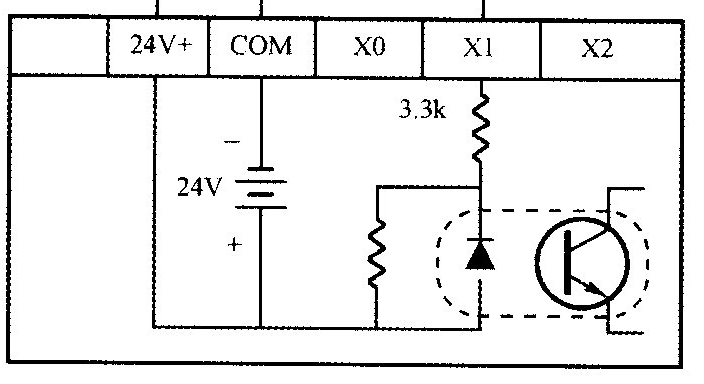 24V+ COM X0 X1 X2
3.3k
−
24V
+